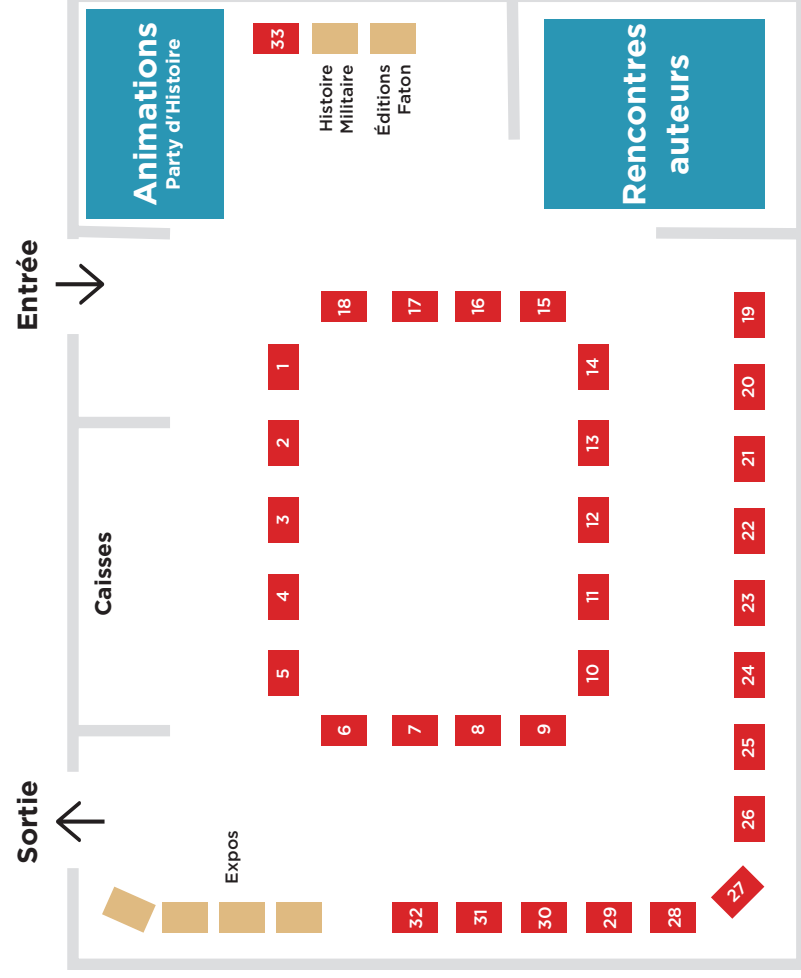 Sortie
Entrée
Caisses
Animations
Party d'Histoire
33
Histoire
Militaire
Éditions
Faton
Rencontres
auteurs
Expos
1
2
3
4
5
6
7
8
9
10
11
12
13
14
15
16
17
18
19
20
21
22
23
24
25
26
27
28
29
30
31
32